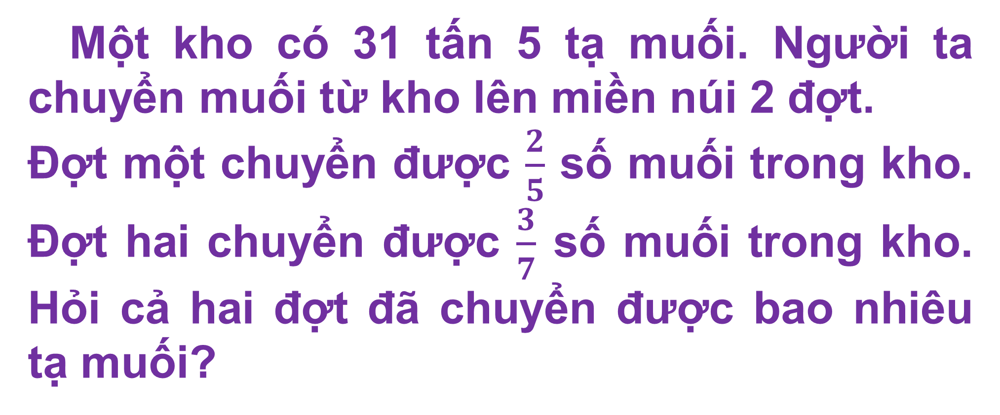 Một kho có 31 tấn 5 tạ muối. Người ta
chuyển muối từ kho lên miền núi 2 đợt.
Đợt một chuyển được 2/5 số muối trong kho.
Đợt hai chuyển được 3/7 số muối trong kho.
Hỏi cả hai đợt đã chuyển được bao nhiêu
tạ muối?